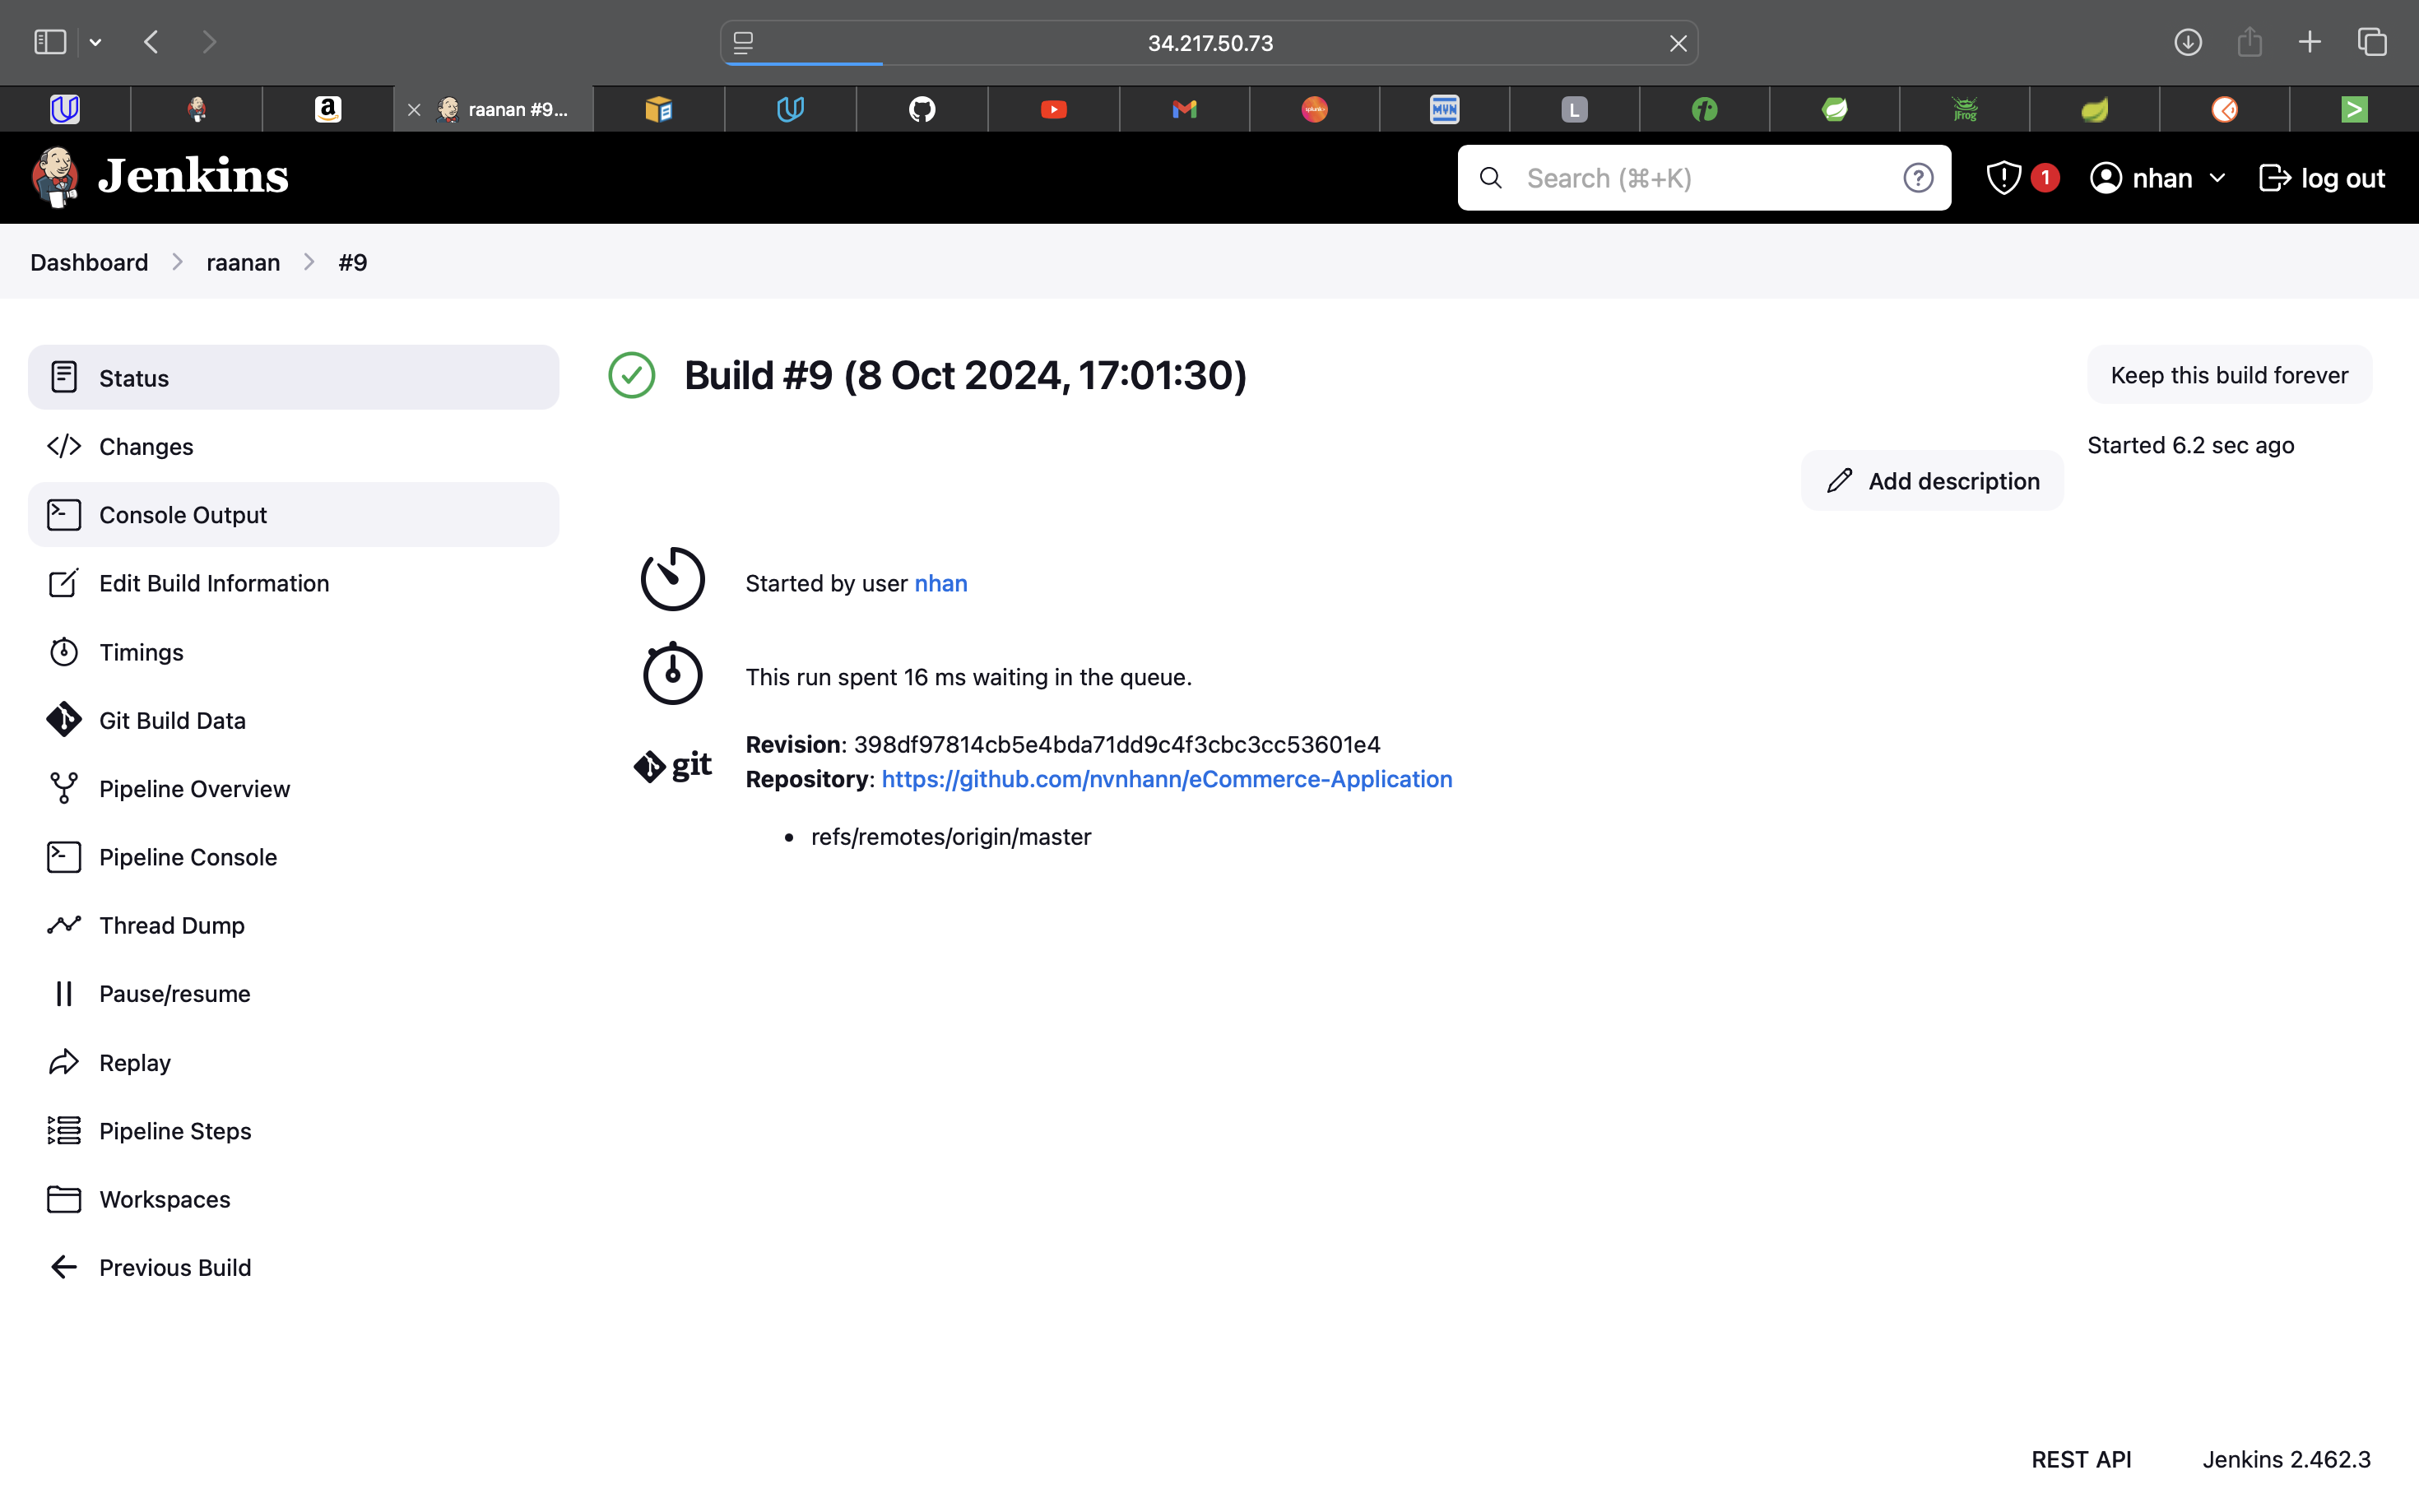 34.217.50.73
raanan #9...
Jenkins
Search (⌘+K)
1
nhan
log out
Dashboard
raanan
#9
Status
Changes
Console Output
Edit Build Information
Timings
Git Build Data
Pipeline Overview
Pipeline Console
Thread Dump
Pause/resume
Replay
Pipeline Steps
Workspaces
Previous Build
Build #9 (8 Oct 2024, 17:01:30)
Keep this build forever
Started 6.2 sec ago
Add description
Started by user nhan
This run spent 16 ms waiting in the queue.
git
Revision: 398df97814cb5e4bda71dd9c4f3cbc3cc53601e4
Repository: https://github.com/nvnhann/eCommerce-Application
• refs/remotes/origin/master
REST API
Jenkins 2.462.3